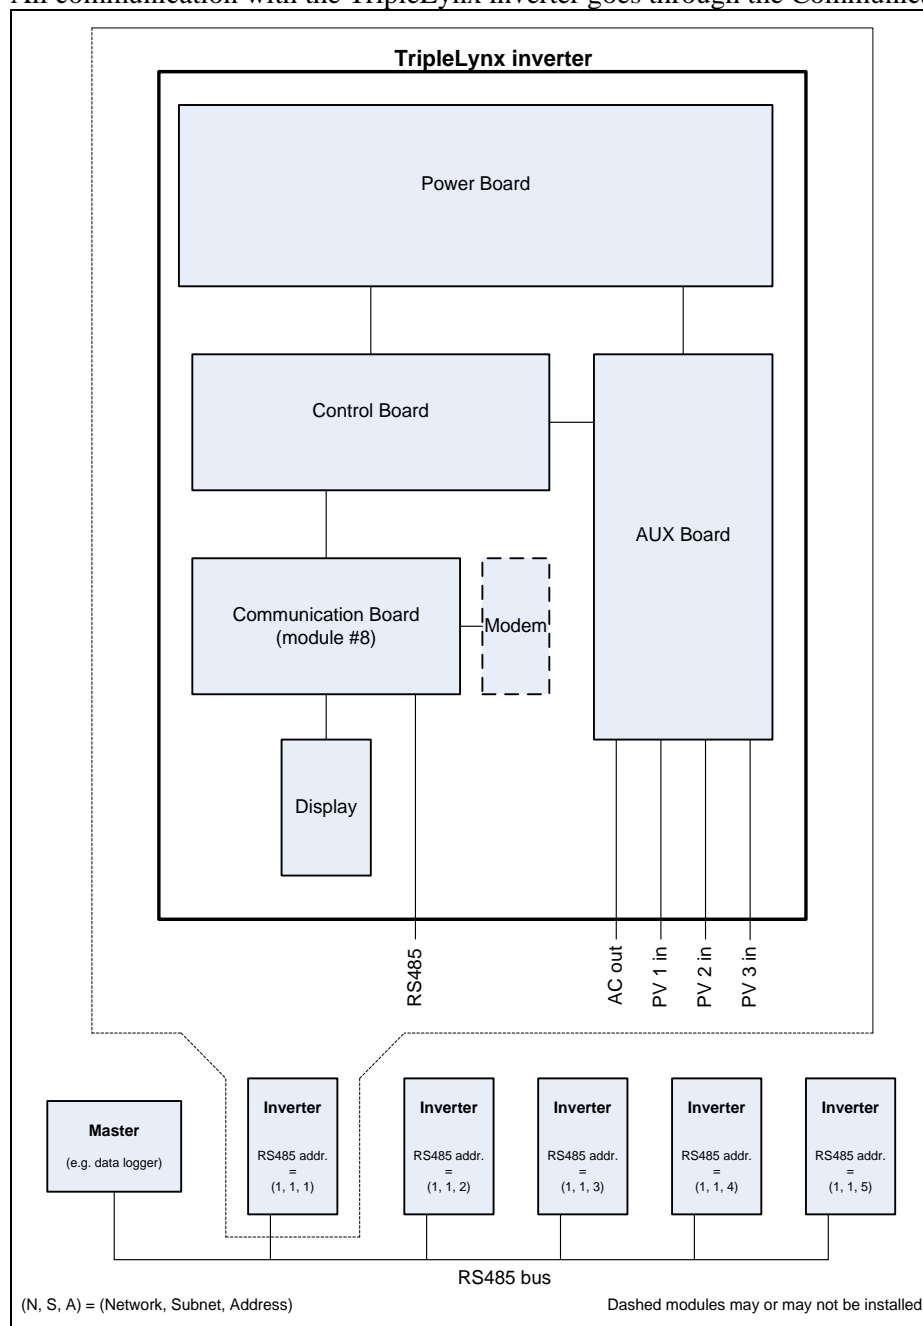 All communication with the TripleLynx inverter goes through the
TripleLynx inverter
Power Board
Control Board
AUX Board
Communication Board
(module #8)
Modem
Display
RS485
AC out
PV 1 in
PV 2 in
PV 3 in
Master
(e.g. data logger)
Inverter
RS485 addr.
=
(1, 1, 1)
Inverter
RS485 addr.
=
(1, 1, 2)
Inverter
RS485 addr.
=
(1, 1, 3)
Inverter
RS485 addr.
=
(1, 1, 4)
Inverter
RS485 addr.
=
(1, 1, 5)
RS485 bus
(N, S, A) = (Network, Subnet, Address)
Dashed modules may or may not be installed